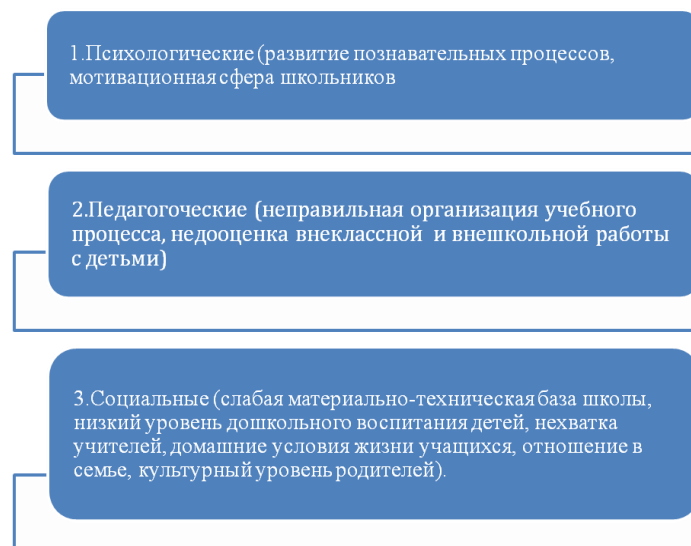 1.Психологические (развитие познавательных процессов,
мотивационная сфера школьников
2.Педагогоческие (неправильная организация учебного
процесса, недооценка внеклассной и внешкольной работы
с детьми)
3.Социальные (слабая материально-техническая база школы,
низкий уровень дошкольного воспитания детей, нехватка
учителей, домашние условия жизни учащихся, отношение в
семье, культурный уровень родителей).